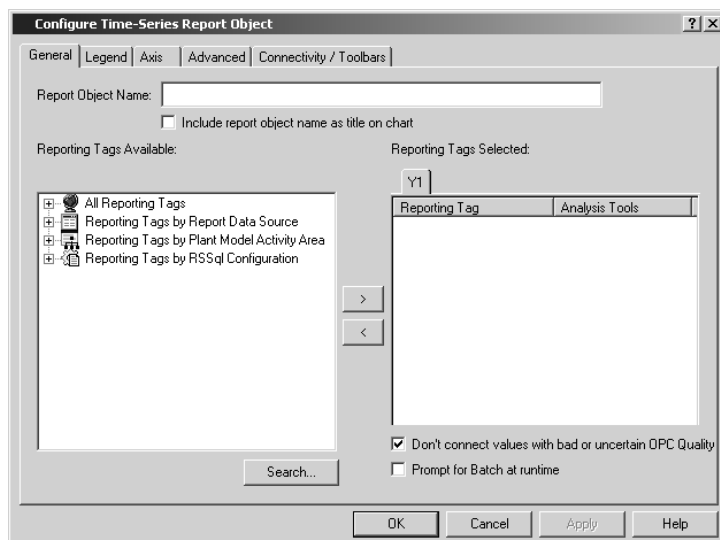 Configure Time-Series Report Object
General Legend Axis Advanced Connectivity / Toolbars
Report Object Name:
Include report object name as title on chart
Reporting Tags Available:
Reporting Tags Selected:
Y1
All Reporting Tags
Reporting Tags by Report Data Source
Reporting Tags by Plant Model Activity Area
Reporting Tags by RSSql Configuration
Reporting Tag Analysis Tools
>
<
Don't connect values with bad or uncertain OPC Quality
Prompt for Batch at runtime
Search...
OK Cancel Apply Help